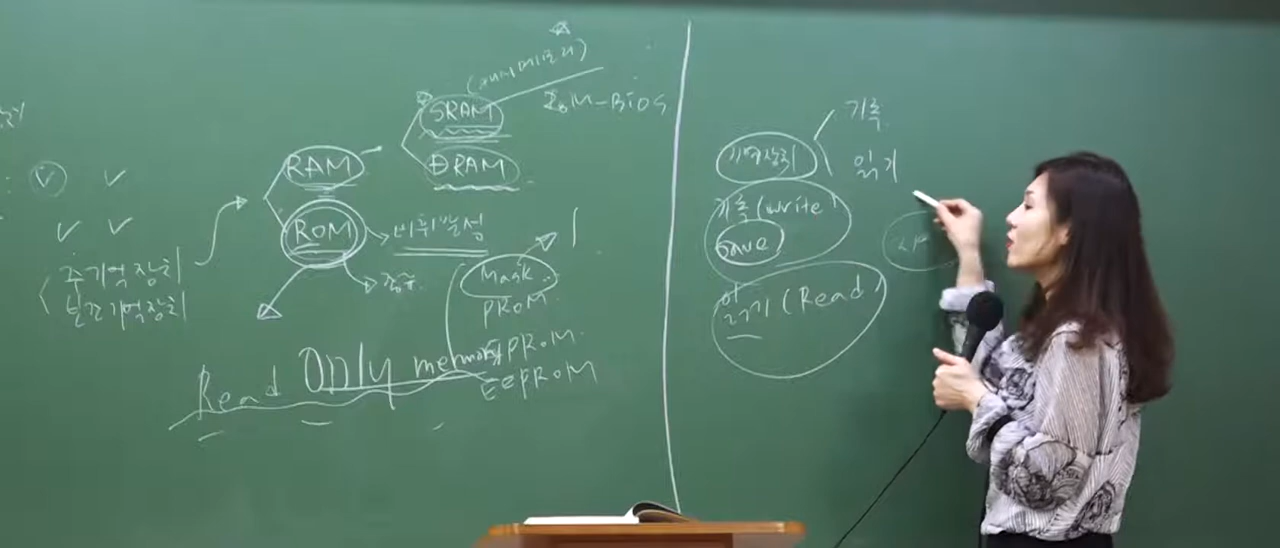 (캐시메모리)
SRAM
ROM-BIOS
RAM
DRAM
ROM
비휘발성
주기억장치
보조기억장치
Mask
PROM
EPROM
EEPROM
Read Only memory
기억장치
기록
읽기
기록(write
save
읽기(Read)